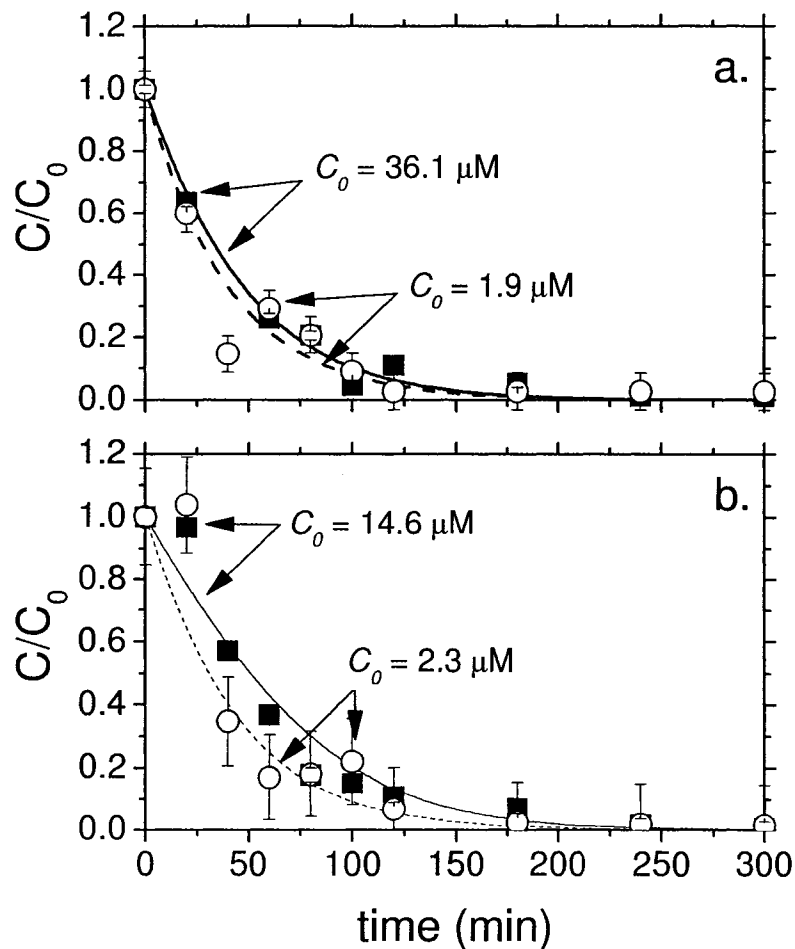 1.2
a.
1.0
0.8
C₀ = 36.1 μM
0.6
C/C₀
0.4
C₀ = 1.9 μM
0.2
0.0
1.2
b.
1.0
C₀ = 14.6 μM
0.8
C/C₀
0.6
C₀ = 2.3 μM
0.4
0.2
0.0
0 50 100 150 200 250 300
time (min)